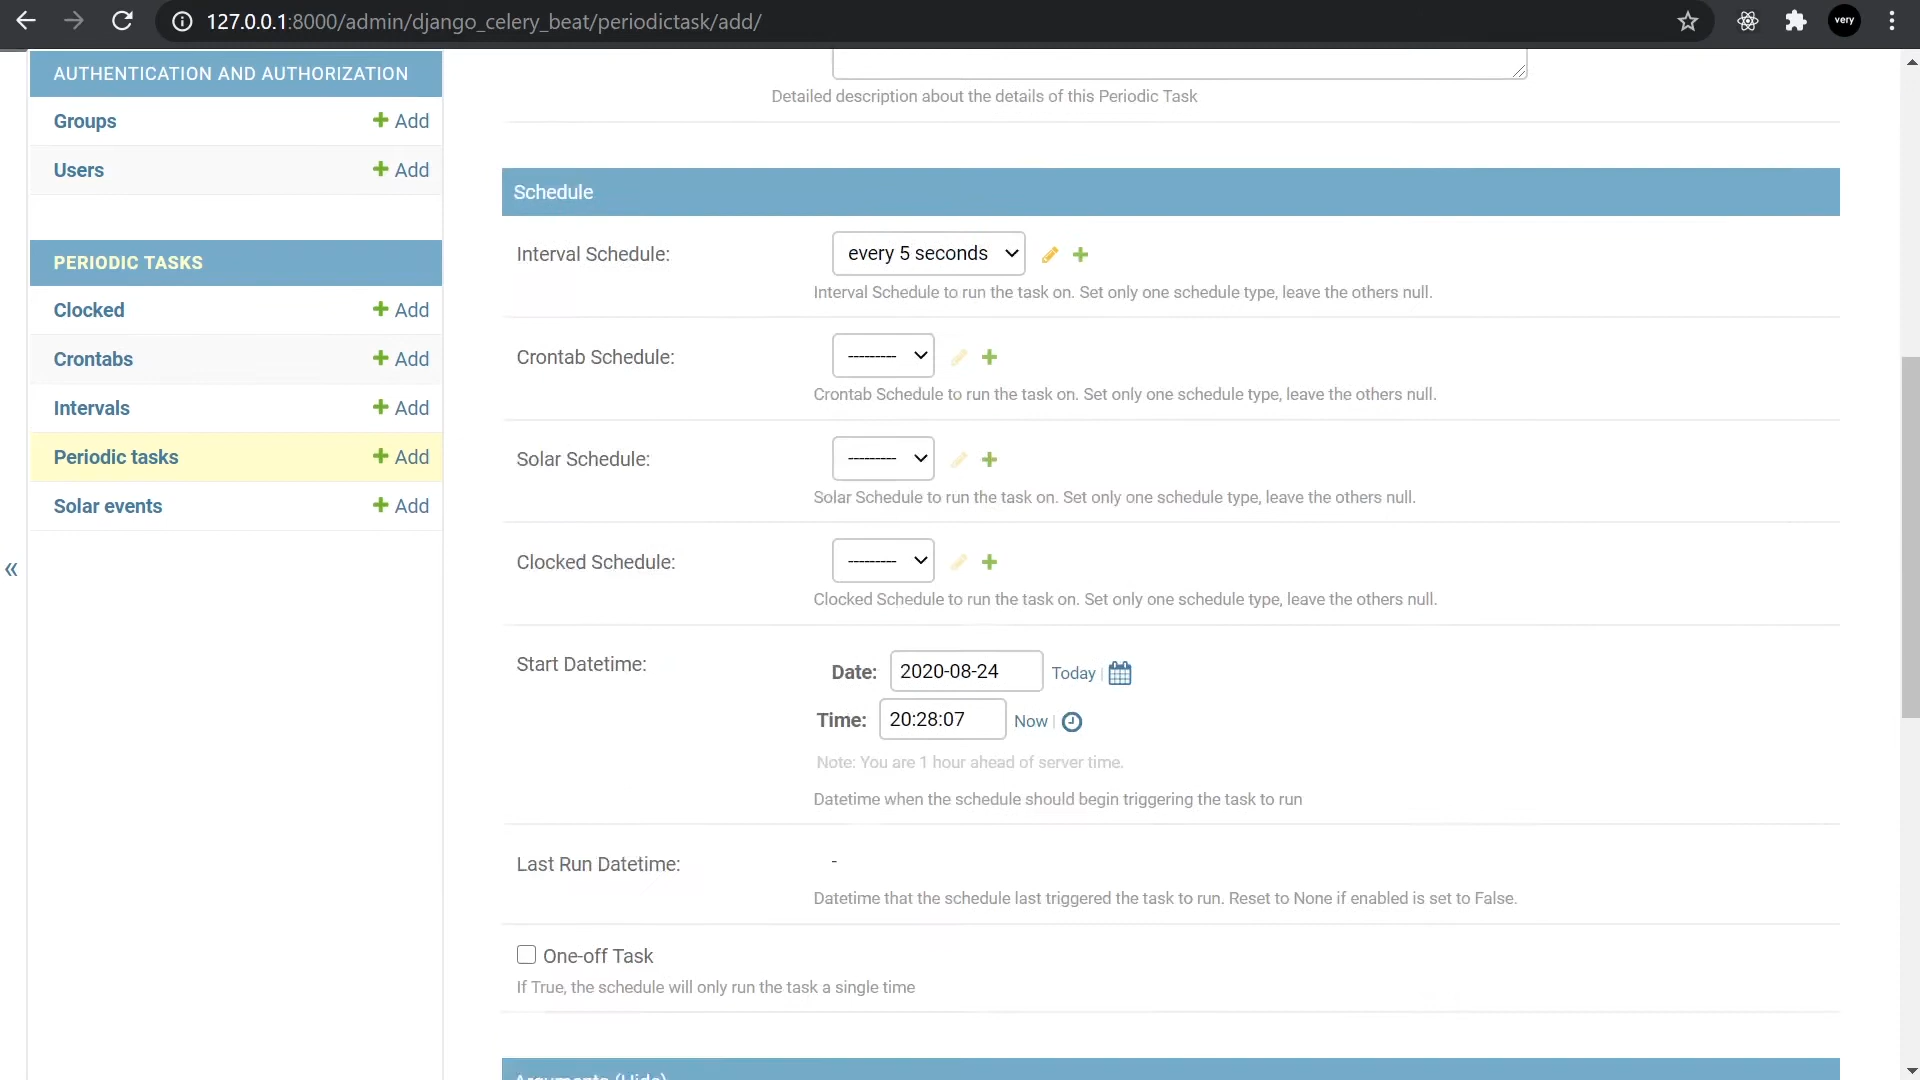 127.0.0.1:8000/admin/django_celery_beat/periodictask/add/
very
AUTHENTICATION AND AUTHORIZATION
Groups Add
Users Add
PERIODIC TASKS
Clocked Add
Crontabs Add
Intervals Add
Periodic tasks Add
Solar events Add
«
Detailed description about the details of this Periodic Task
Schedule
Interval Schedule: every 5 seconds
Interval Schedule to run the task on. Set only one schedule type, leave the others null.
Crontab Schedule: ---------
Crontab Schedule to run the task on. Set only one schedule type, leave the others null.
Solar Schedule: ---------
Solar Schedule to run the task on. Set only one schedule type, leave the others null.
Clocked Schedule: ---------
Clocked Schedule to run the task on. Set only one schedule type, leave the others null.
Start Datetime: Date: 2020-08-24 Today |
Time: 20:28:07 Now |
Note: You are 1 hour ahead of server time.
Datetime when the schedule should begin triggering the task to run
Last Run Datetime: -
Datetime that the schedule last triggered the task to run. Reset to None if enabled is set to False.
One-off Task
If True, the schedule will only run the task a single time
Arguments (Hide)